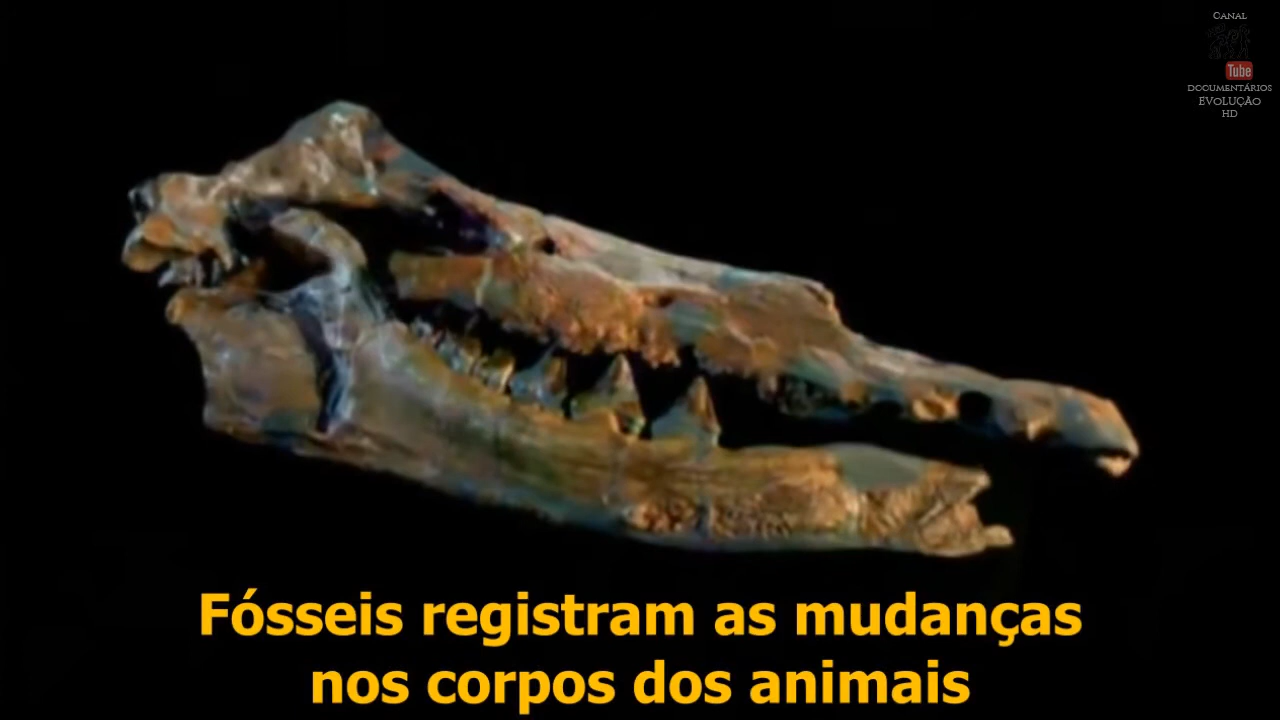 CANAL
Tube
DOCUMENTÁRIOS
EVOLUÇÃO
HD
Fósseis registram as mudanças
nos corpos dos animais